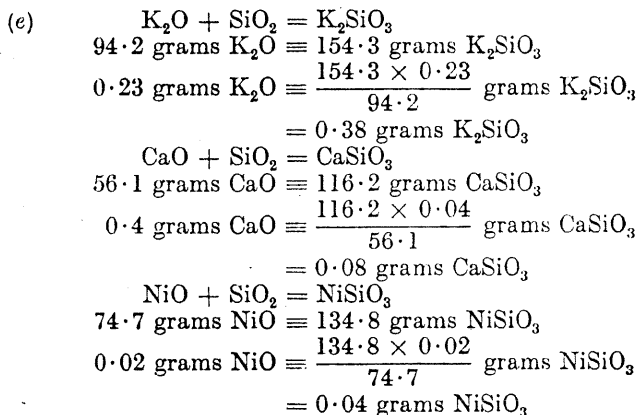 (e) K₂O + SiO₂ = K₂SiO₃
94·2 grams K₂O ≡ 154·3 grams K₂SiO₃
0·23 grams K₂O ≡ 154·3 × 0·23 / 94·2 grams K₂SiO₃
= 0·38 grams K₂SiO₃
CaO + SiO₂ = CaSiO₃
56·1 grams CaO ≡ 116·2 grams CaSiO₃
0·4 grams CaO ≡ 116·2 × 0·04 / 56·1 grams CaSiO₃
= 0·08 grams CaSiO₃
NiO + SiO₂ = NiSiO₃
74·7 grams NiO ≡ 134·8 grams NiSiO₃
0·02 grams NiO ≡ 134·8 × 0·02 / 74·7 grams NiSiO₃
= 0·04 grams NiSiO₃